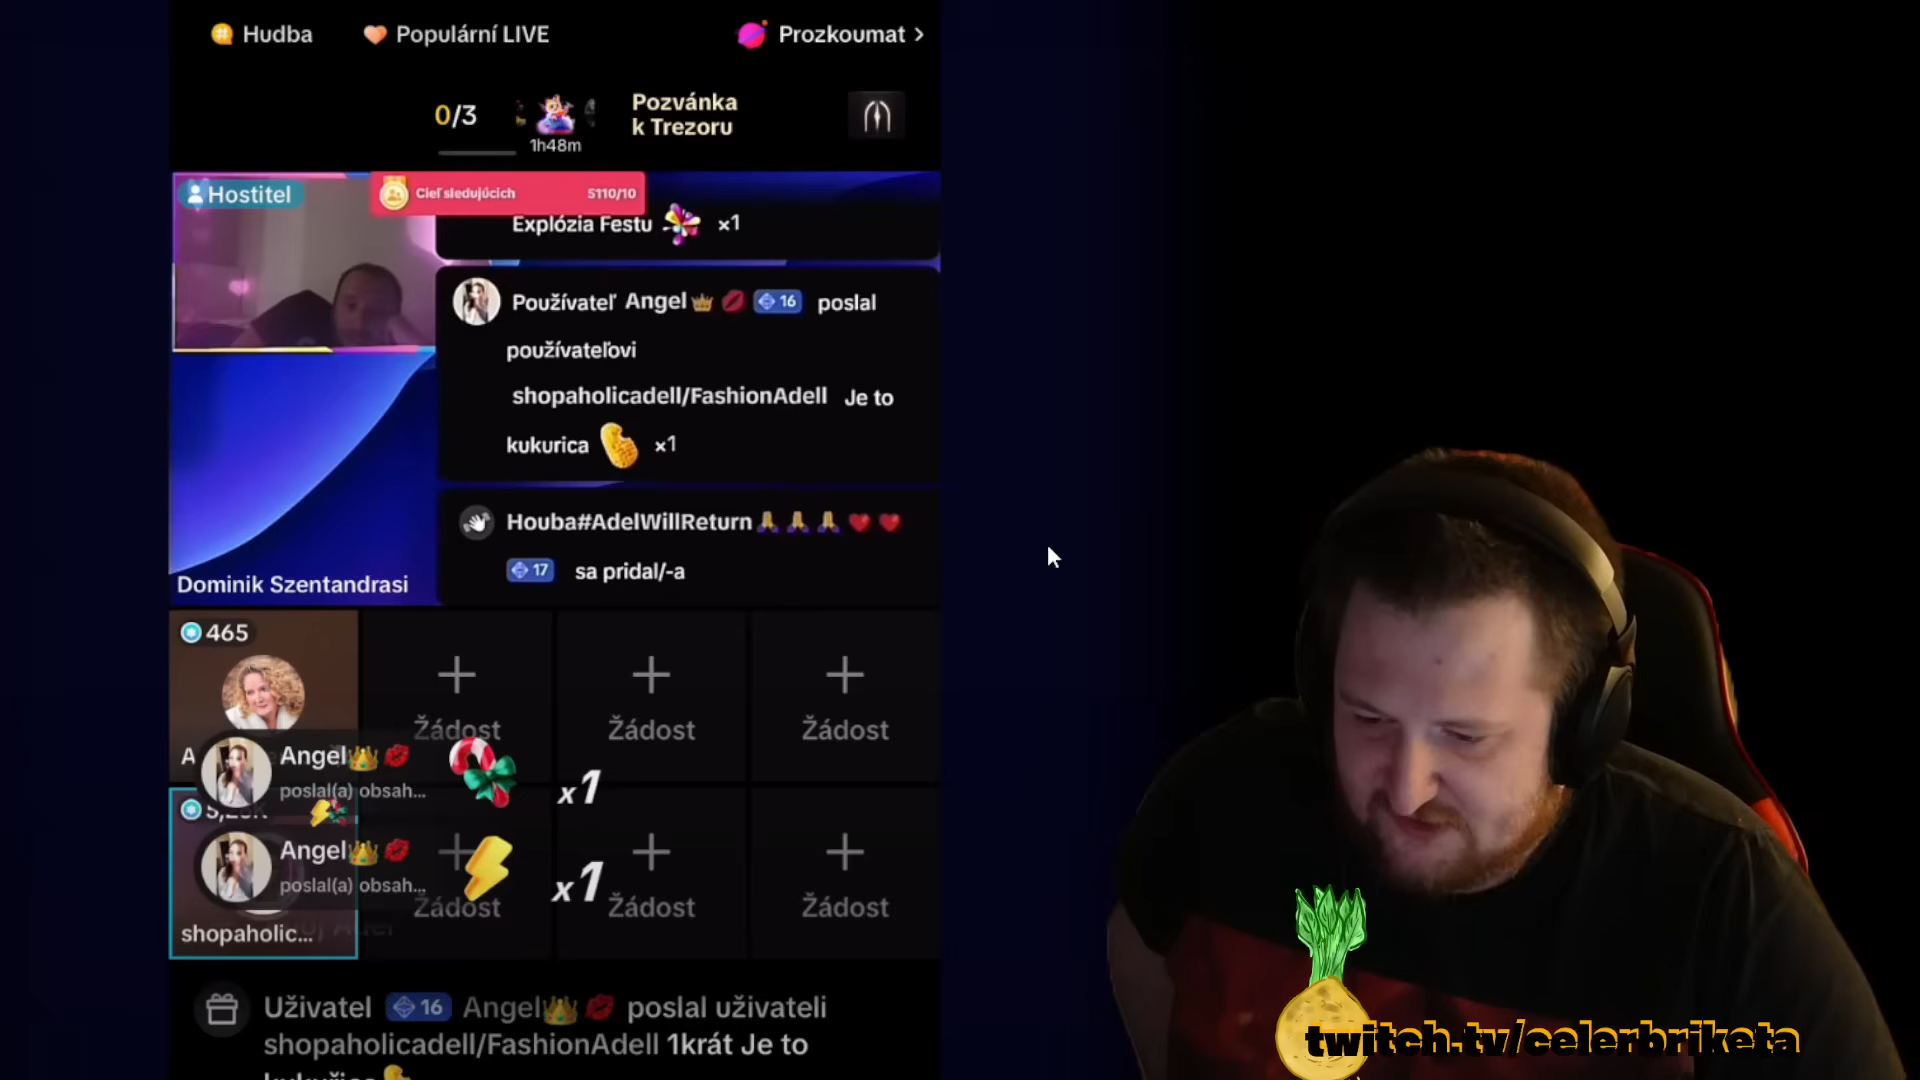 Hudba
Populární LIVE
Prozkoumat
0/3
1h48m
Pozvánka
k Trezoru
Hostitel
Cieľ sledujúcich 5110/10
Explózia Festu x1
Používateľ Angel 16 poslal
používateľovi
shopaholicadell/FashionAdell Je to
kukurica x1
Houba#AdelWillReturn
17 sa pridal/-a
Dominik Szentandrasi
465
Žádost
Žádost
Žádost
A
Angel
poslal(a) obsah...
x1
Angel
poslal(a) obsah...
x1
Žádost
Žádost
Žádost
shopaholic...
Uživatel 16 Angel poslal uživateli
shopaholicadell/FashionAdell 1krát Je to
twitch.tv/celerbriketa